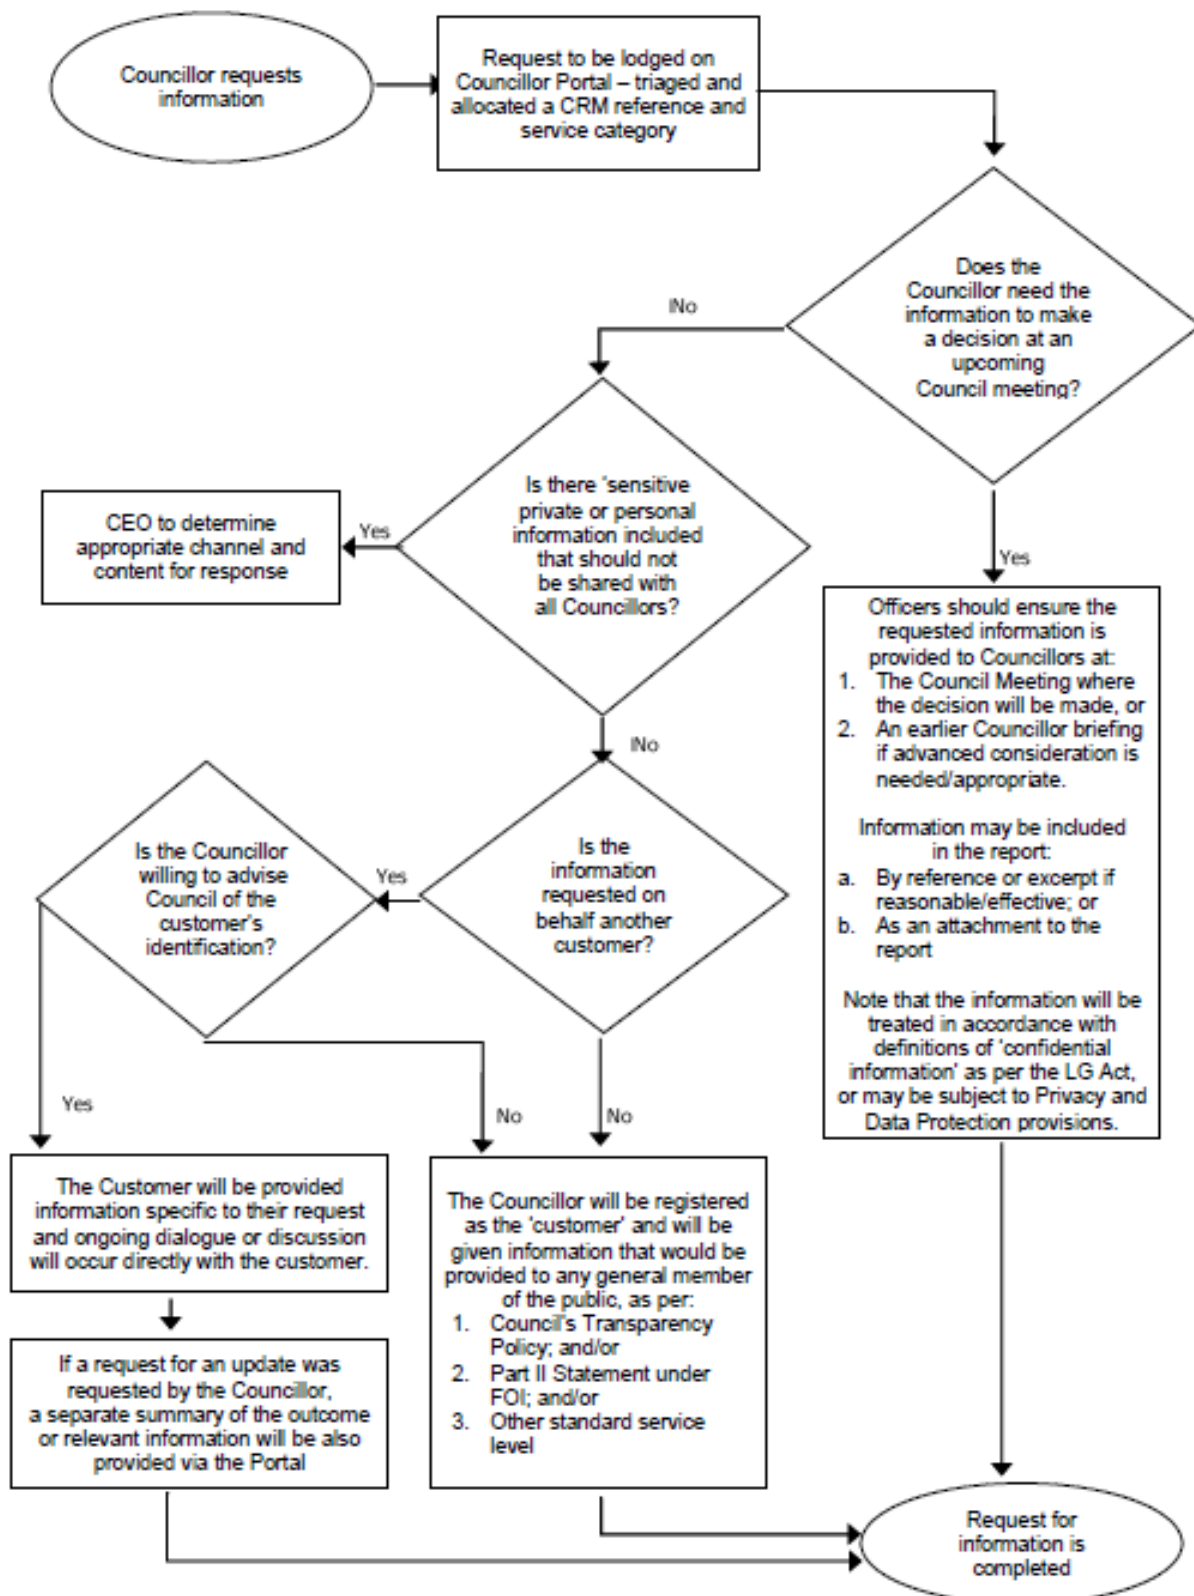 Councillor requests
information
Request to be lodged on
Councillor Portal – triaged and
allocated a CRM reference and
service category
Does the
Councillor need the
information to make
a decision at an
upcoming
Council meeting?
No
Is there 'sensitive
private or personal
information included
that should not
be shared with
all Councillors?
Yes
CEO to determine
appropriate channel and
content for response
Yes
Officers should ensure the
requested information is
provided to Councillors at:
1. The Council Meeting where
the decision will be made, or
2. An earlier Councillor briefing
if advanced consideration is
needed/appropriate.
Information may be included
in the report:
a. By reference or excerpt if
reasonable/effective; or
b. As an attachment to the
report
Note that the information will be
treated in accordance with
definitions of 'confidential
information' as per the LG Act,
or may be subject to Privacy and
Data Protection provisions.
No
Is the
information
requested on
behalf another
customer?
Yes
Is the Councillor
willing to advise
Council of the
customer's
identification?
Yes
No
No
The Customer will be provided
information specific to their request
and ongoing dialogue or discussion
will occur directly with the customer.
If a request for an update was
requested by the Councillor,
a separate summary of the outcome
or relevant information will be also
provided via the Portal
The Councillor will be registered
as the 'customer' and will be
given information that would be
provided to any general member
of the public, as per:
1. Council's Transparency
Policy; and/or
2. Part II Statement under
FOI; and/or
3. Other standard service
level
Request for
information is
completed